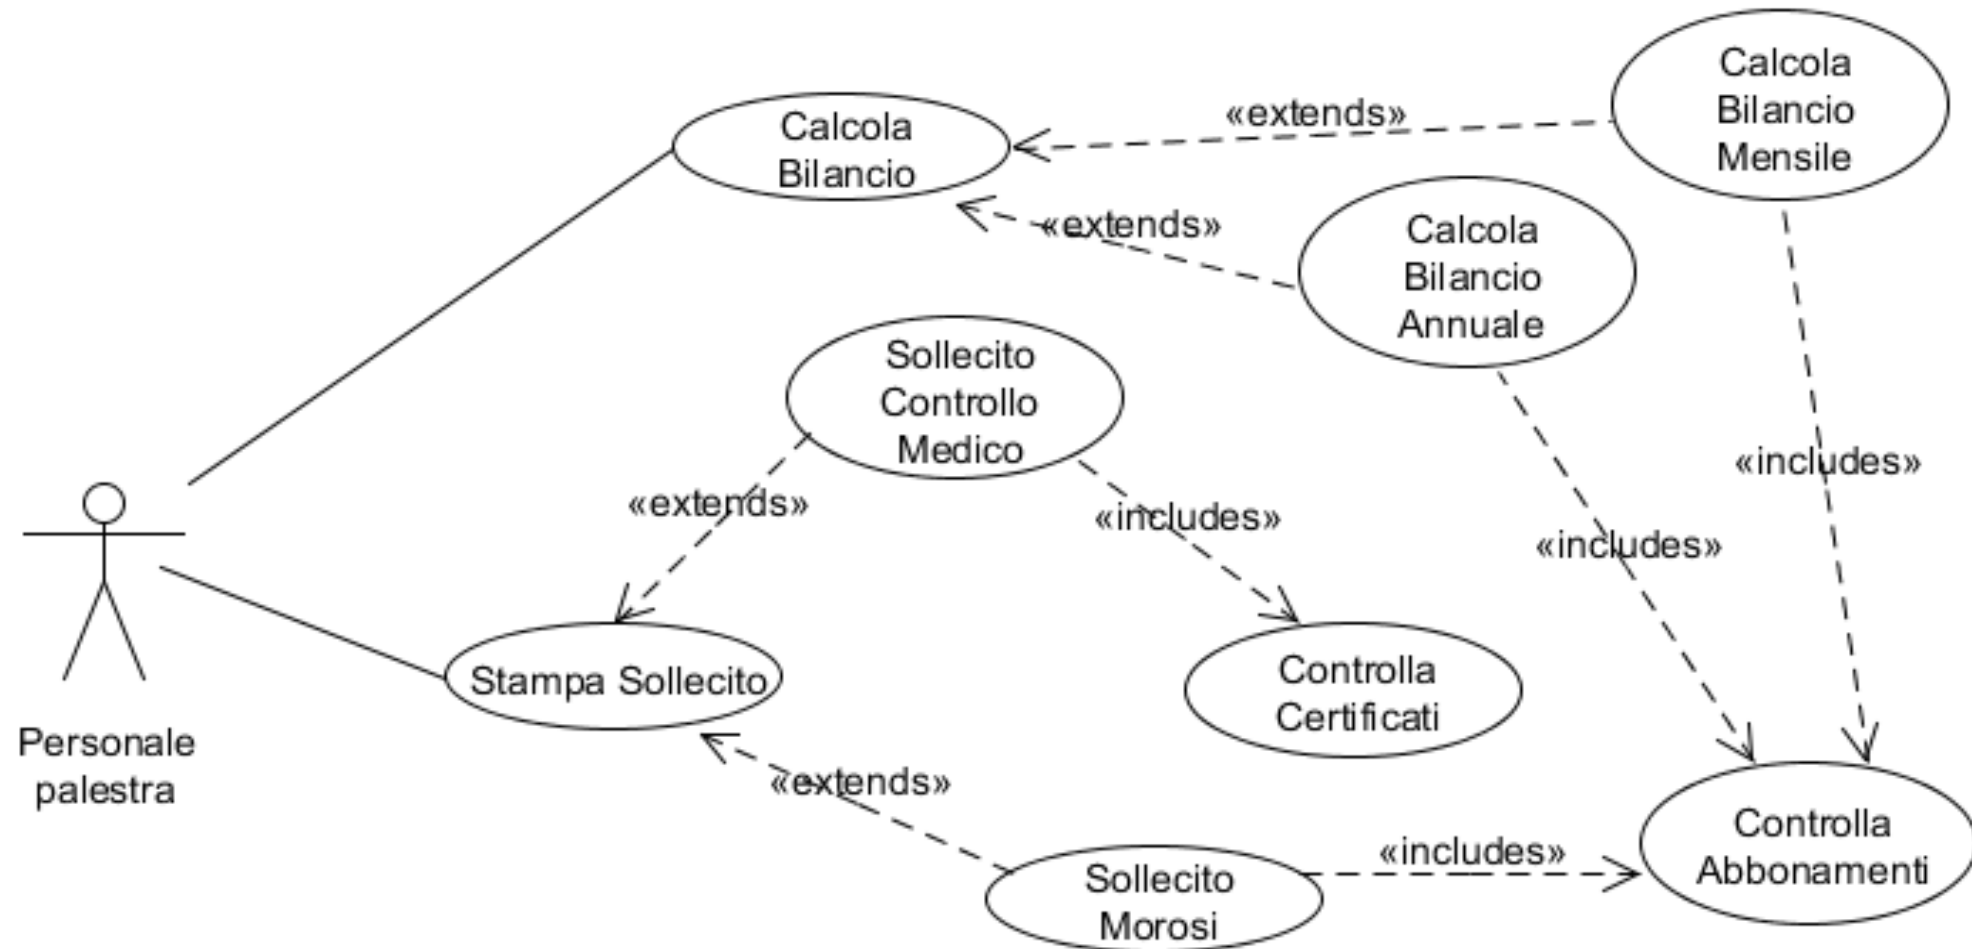 Calcola
Bilancio
Mensile
«extends»
Calcola
Bilancio
«extends»
Calcola
Bilancio
Annuale
Sollecito
Controllo
Medico
«includes»
«extends»
«includes»
«includes»
Stampa Sollecito
Controlla
Certificati
Personale
palestra
«extends»
Controlla
Abbonamenti
«includes»
Sollecito
Morosi